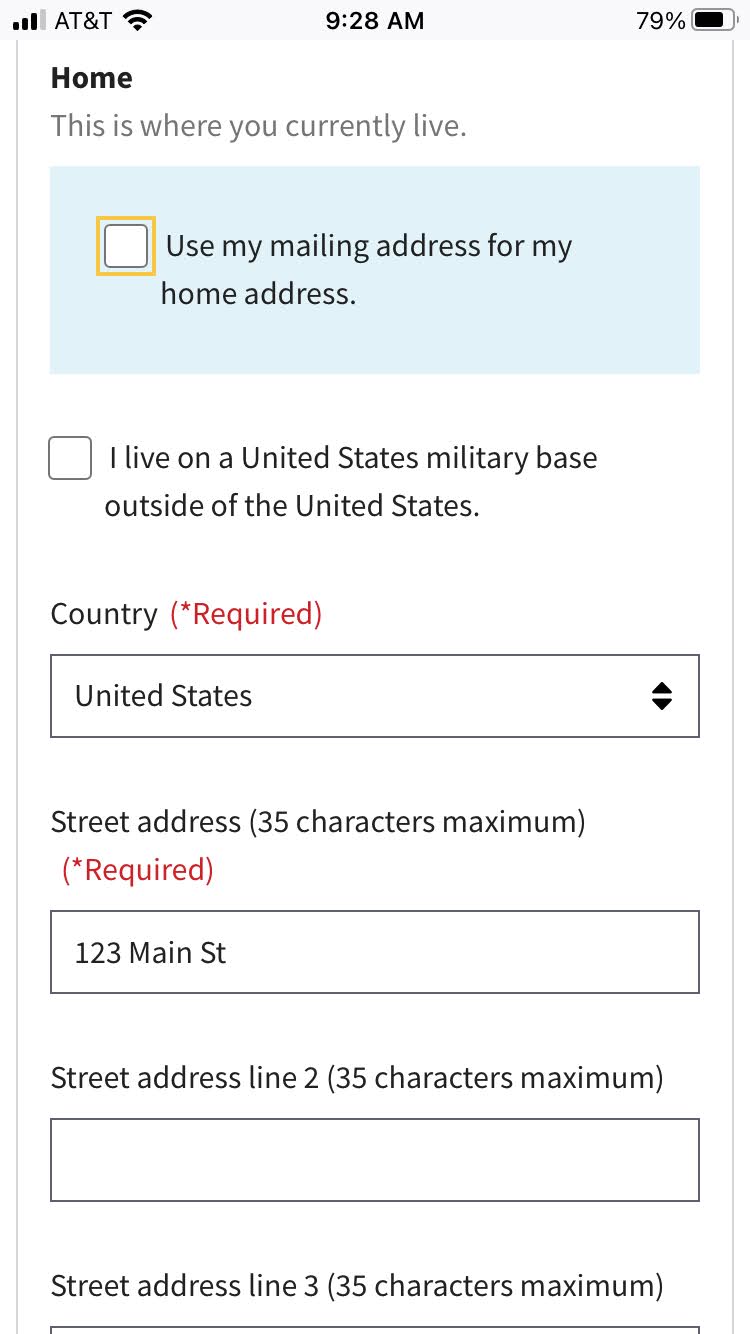 AT&T 9:28 AM 79%
Home
This is where you currently live.
Use my mailing address for my
home address.
I live on a United States military base
outside of the United States.
Country (*Required)
United States
Street address (35 characters maximum)
(*Required)
123 Main St
Street address line 2 (35 characters maximum)
Street address line 3 (35 characters maximum)